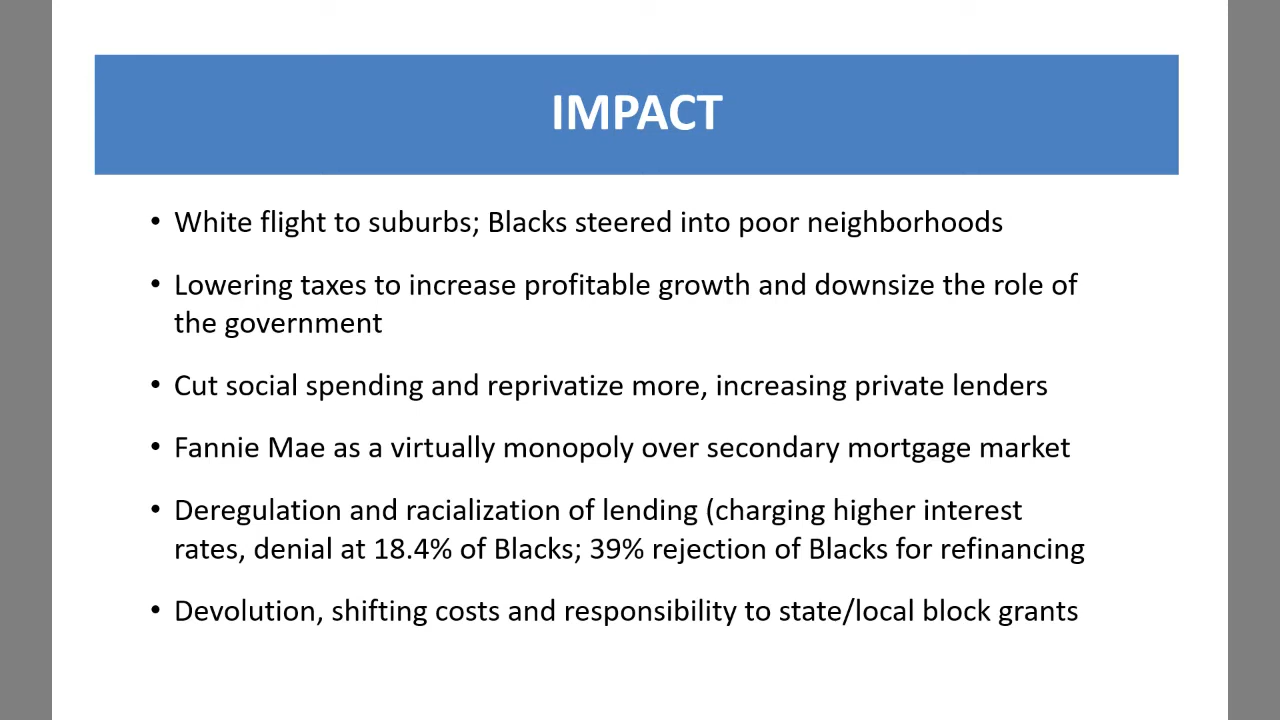 IMPACT
• White flight to suburbs; Blacks steered into poor neighborhoods
• Lowering taxes to increase profitable growth and downsize the role of
the government
• Cut social spending and reprivatize more, increasing private lenders
• Fannie Mae as a virtually monopoly over secondary mortgage market
• Deregulation and racialization of lending (charging higher interest
rates, denial at 18.4% of Blacks; 39% rejection of Blacks for refinancing
• Devolution, shifting costs and responsibility to state/local block grants